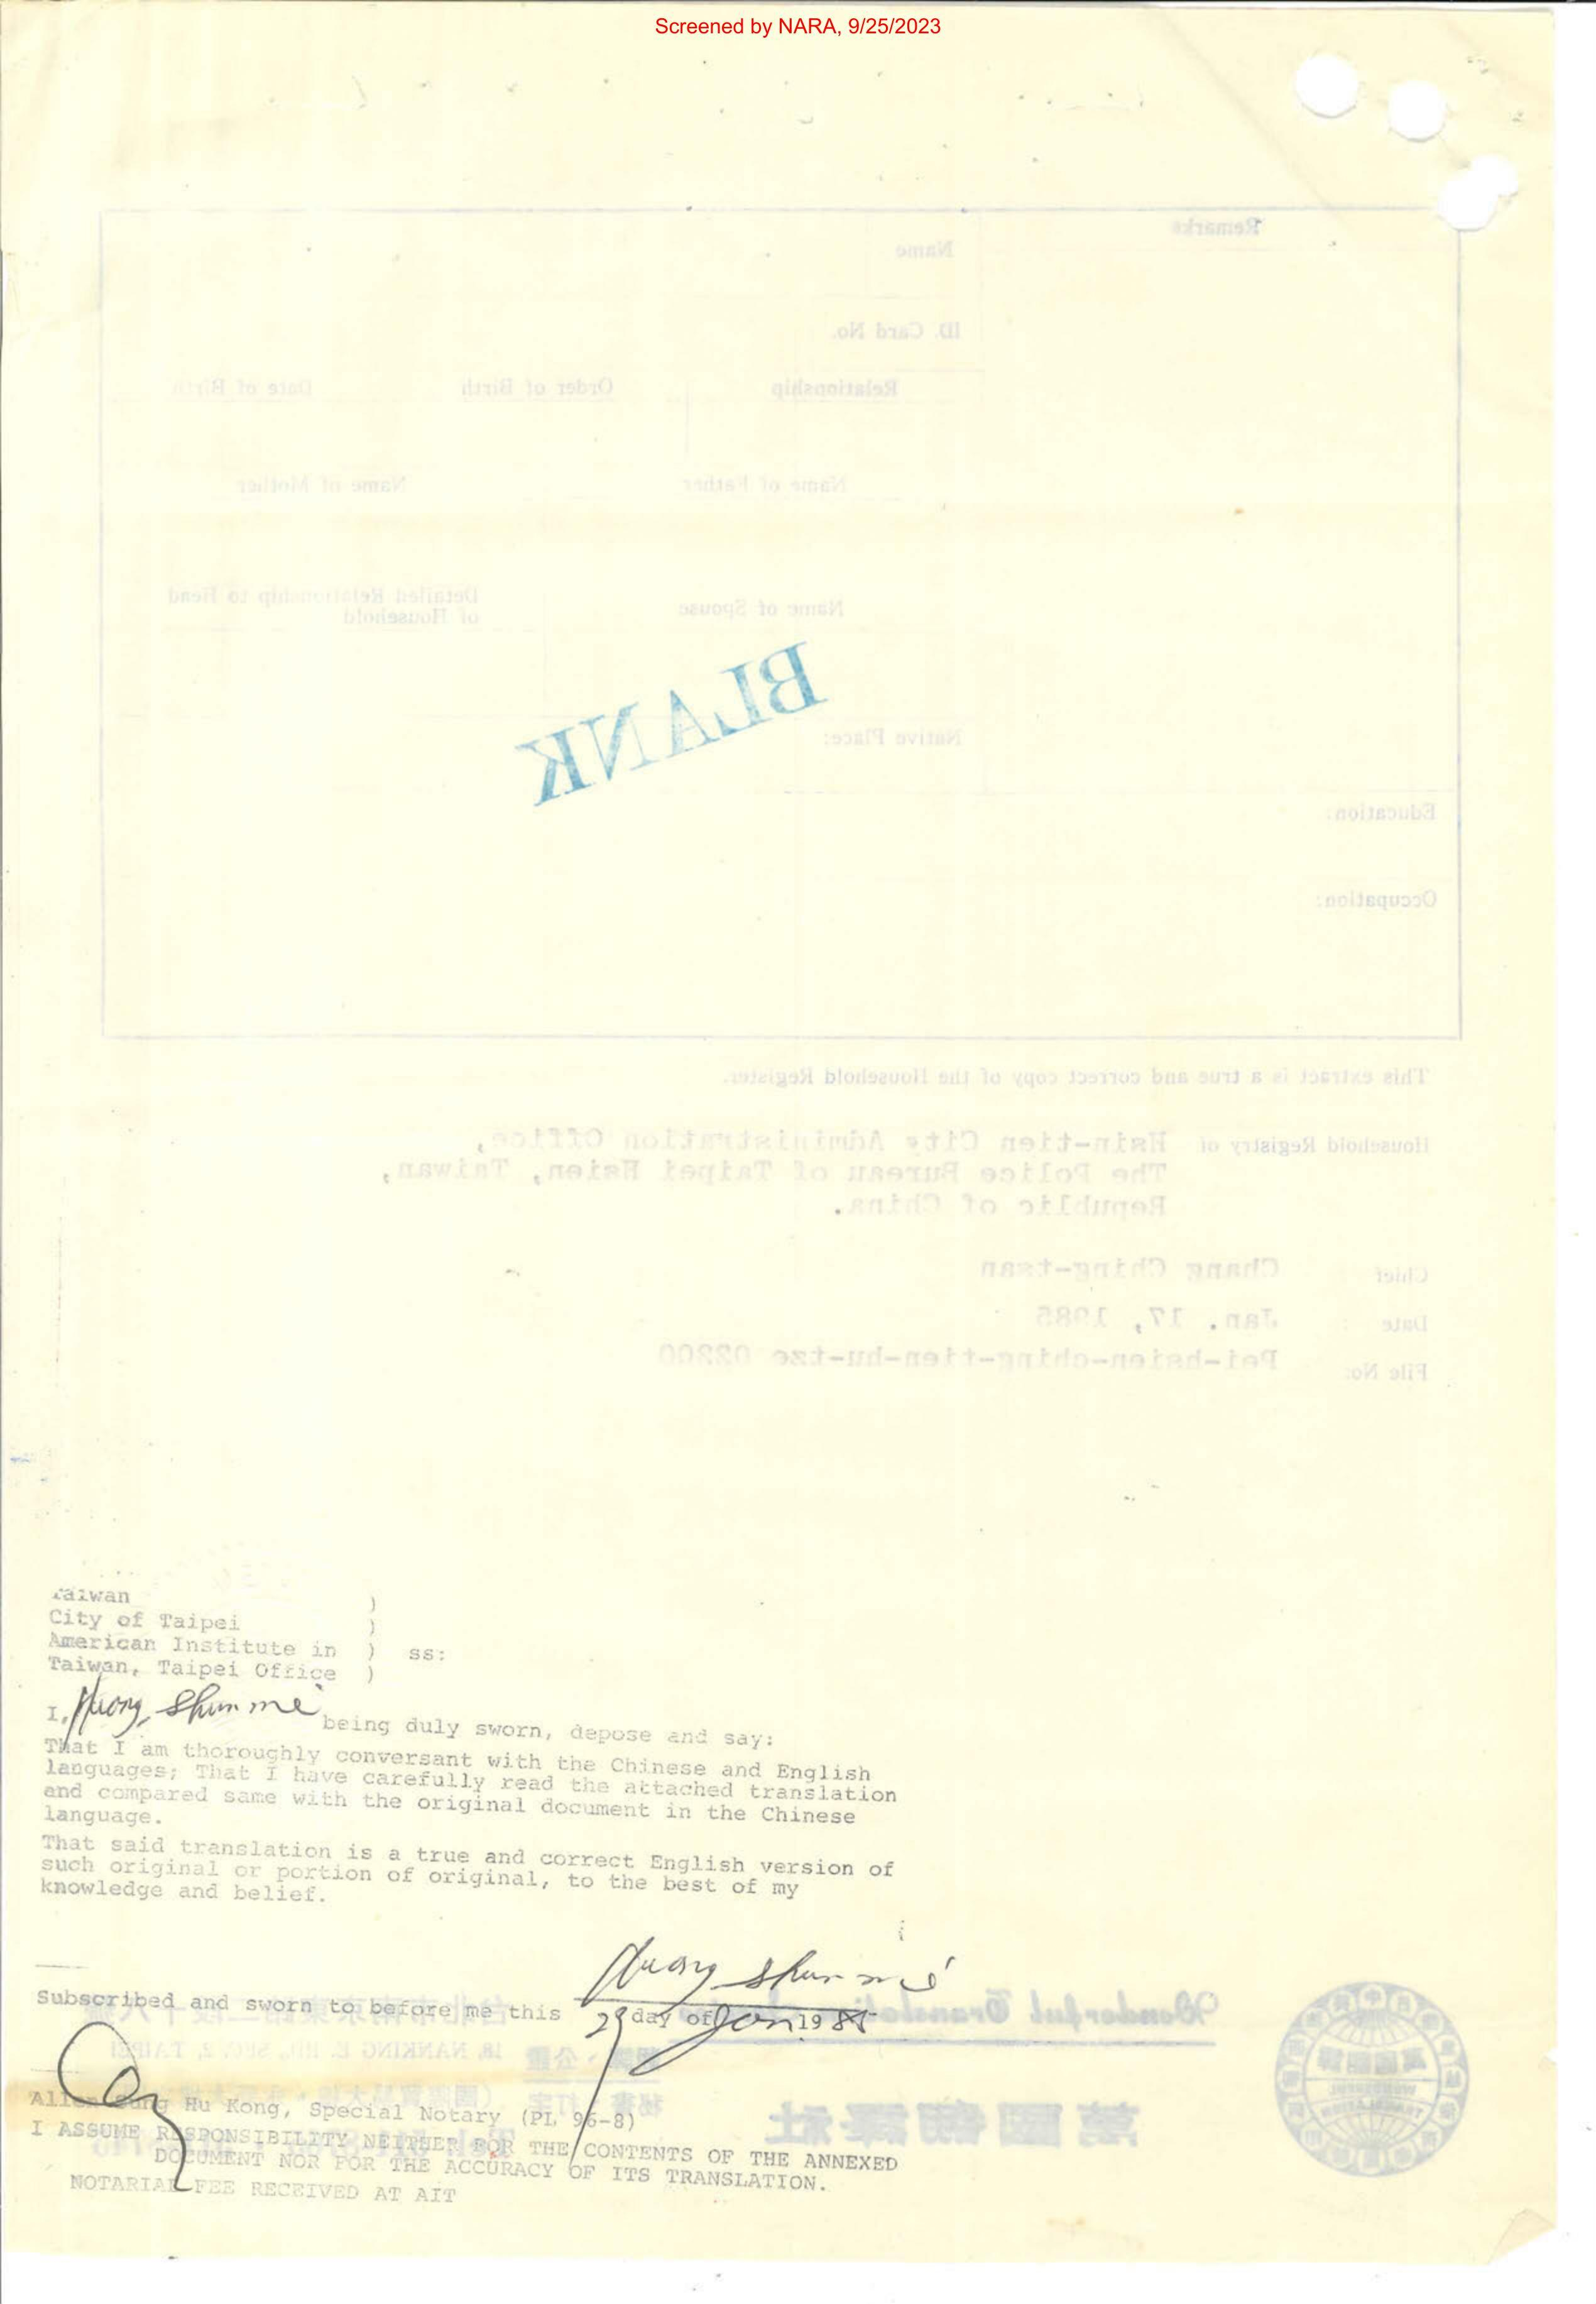 Screened by NARA, 9/25/2023
Remarks
Name
ID. Card No.
Relationship
Order of Birth
Date of Birth
Name of Father
Name of Mother
Name of Spouse
Detailed Relationship to Head
of Household
BLANK
Native Place:
Education:
Occupation:
This extract is a true and correct copy of the Household Register.
Household Registry of Hsin-tien City Administration Office,
The Police Bureau of Taipei Hsien, Taiwan,
Republic of China.
Chief Chang Ching-tsan
Date : Jan. 17, 1985
File No. Pei-hsien-ching-tien-hu-tze
Taiwan )
City of Taipei )
American Institute in ) ss:
Taiwan, Taipei Office )
I, Huang, Shun mei being duly sworn, depose and say:
That I am thoroughly conversant with the Chinese and English
languages; That I have carefully read the attached translation
and compared same with the original document in the Chinese
language.
That said translation is a true and correct English version of
such original or portion of original, to the best of my
knowledge and belief.
Huang Shun mei
Subscribed and sworn to before me this 29 day of Jan 1985
Wonderful
18, NANKING E. RD., SEC. 2, TAIPEI
萬國翻譯社
Hu Kong, Special Notary (PL 96-8)
I ASSUME RESPONSIBILITY NEITHER FOR THE CONTENTS OF THE ANNEXED
DOCUMENT NOR FOR THE ACCURACY OF ITS TRANSLATION.
NOTARIAL FEE RECEIVED AT AIT